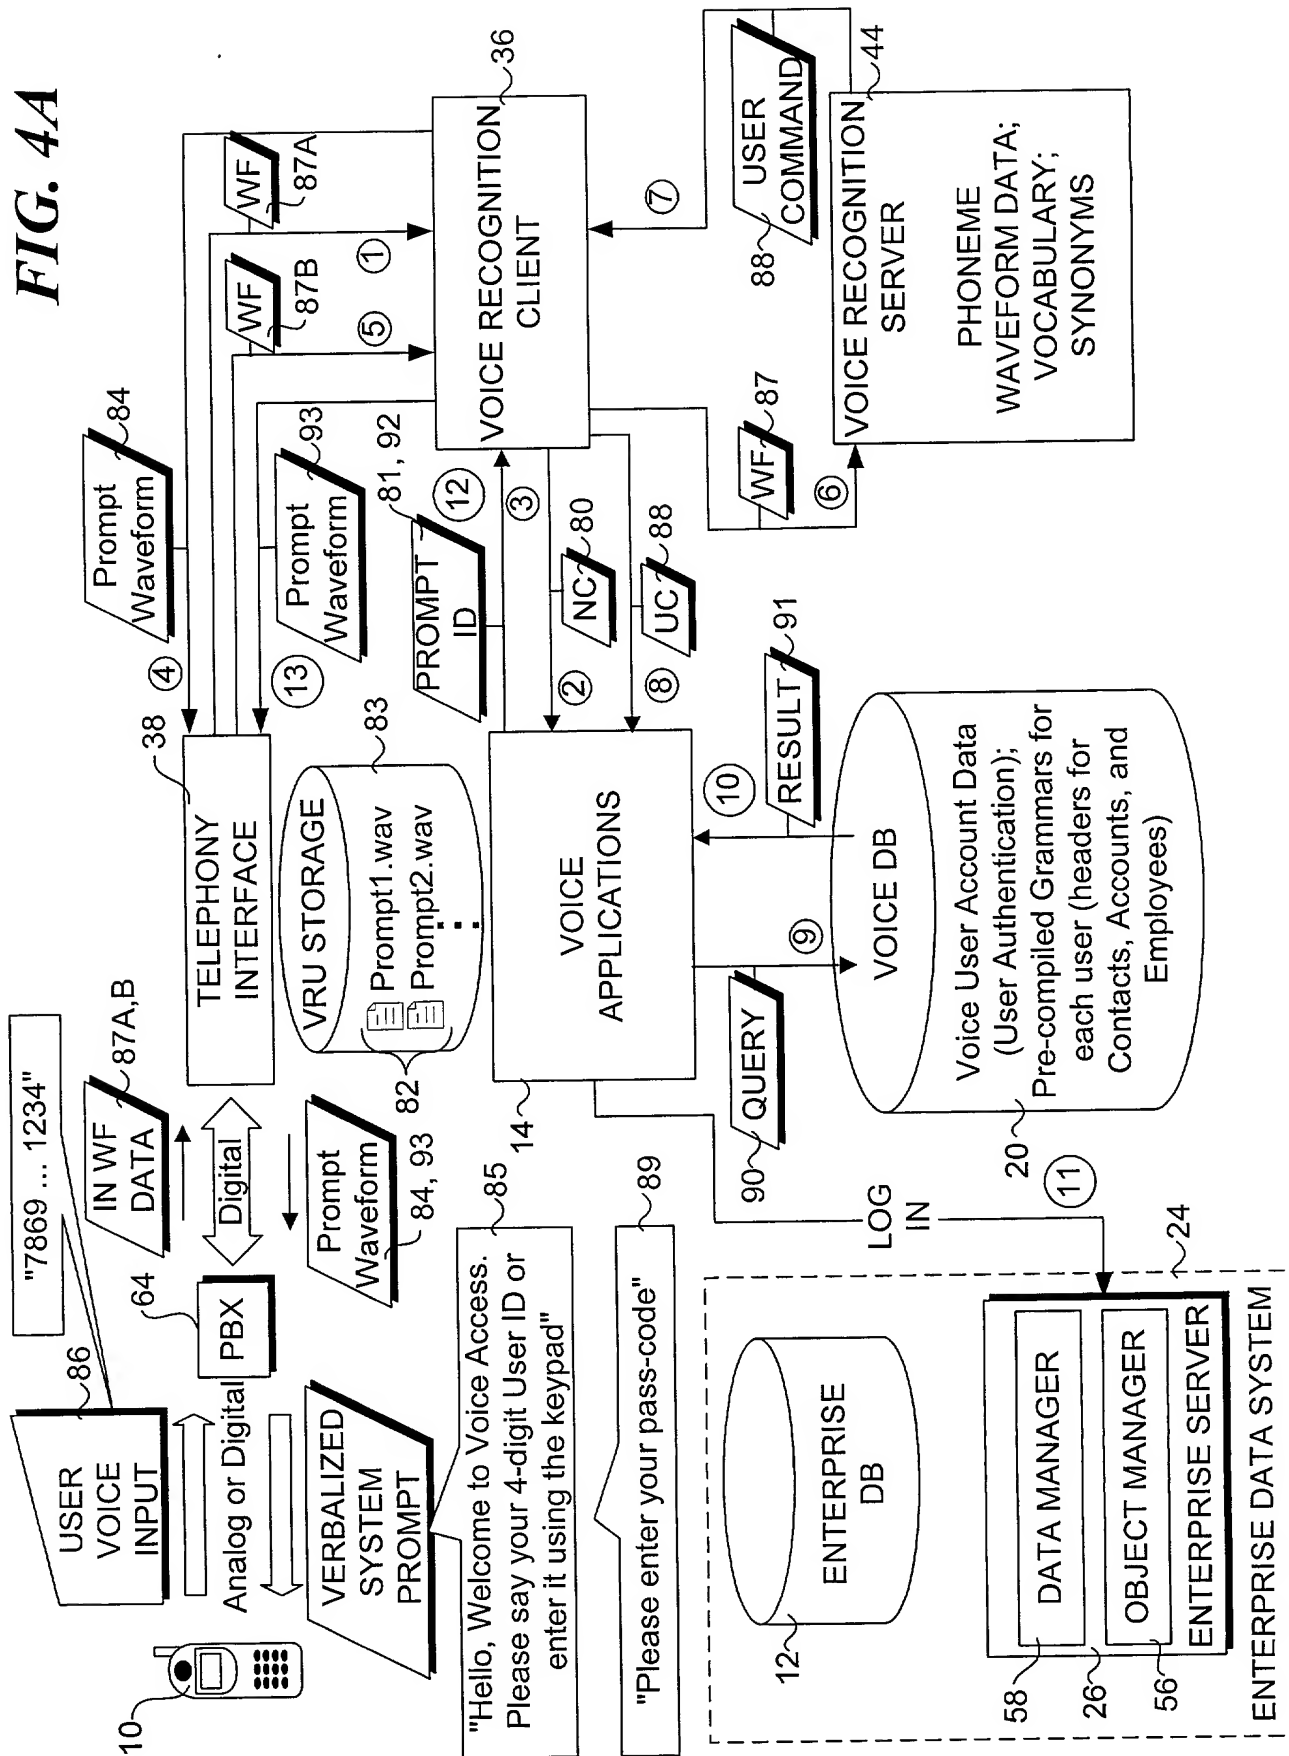 FIG. 4A
"7869 ... 1234"
86
USER
VOICE
INPUT
10
Analog or Digital
64
PBX
IN WF
DATA
87A,B
Digital
Prompt
Waveform
84, 93
VERBALIZED
SYSTEM
PROMPT
85
"Hello, Welcome to Voice Access.
Please say your 4-digit User ID or
enter it using the keypad"
89
"Please enter your pass-code"
38
TELEPHONY
INTERFACE
VRU STORAGE
83
Prompt1.wav
Prompt2.wav
82
4
Prompt
Waveform
84
13
Prompt
Waveform
93
WF
87A
1
WF
87B
5
36
VOICE RECOGNITION
CLIENT
PROMPT
ID
81, 92
12
3
2
NC
80
8
UC
88
14
VOICE
APPLICATIONS
WF
87
6
7
USER
COMMAND
88
44
VOICE RECOGNITION
SERVER
PHONEME
WAVEFORM DATA;
VOCABULARY;
SYNONYMS
QUERY
90
9
10
RESULT
91
VOICE DB
Voice User Account Data
(User Authentication);
Pre-compiled Grammars for
each user (headers for
Contacts, Accounts, and
Employees)
20
LOG
IN
11
24
ENTERPRISE
DB
12
DATA MANAGER
58
OBJECT MANAGER
56
ENTERPRISE SERVER
26
ENTERPRISE DATA SYSTEM